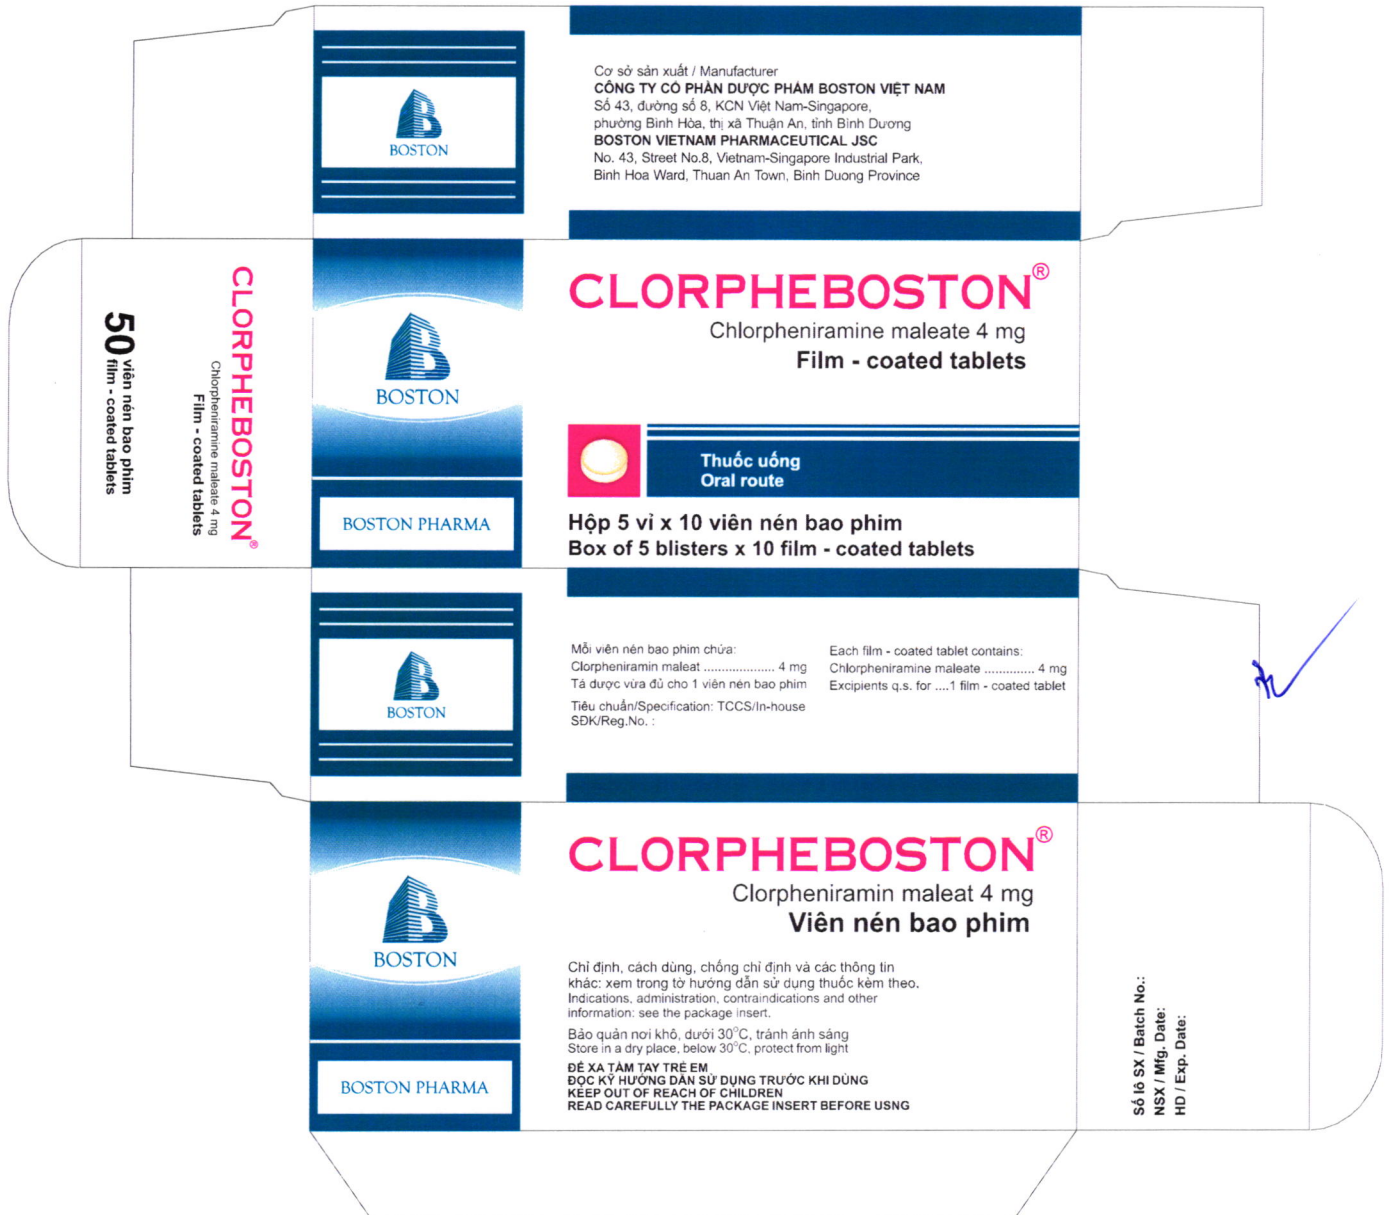 BOSTON
Cơ sở sản xuất / Manufacturer
CÔNG TY CỔ PHẦN DƯỢC PHẨM BOSTON VIỆT NAM
Số 43, đường số 8, KCN Việt Nam-Singapore,
phường Bình Hòa, thị xã Thuận An, tỉnh Bình Dương
BOSTON VIETNAM PHARMACEUTICAL JSC
No. 43, Street No.8, Vietnam-Singapore Industrial Park,
Binh Hoa Ward, Thuan An Town, Binh Duong Province
CLORPHEBOSTON®
Chlorpheniramine maleate 4 mg
Film - coated tablets
50 viên nén bao phim
film - coated tablets
BOSTON
BOSTON PHARMA
CLORPHEBOSTON®
Chlorpheniramine maleate 4 mg
Film - coated tablets
Thuốc uống
Oral route
Hộp 5 vỉ x 10 viên nén bao phim
Box of 5 blisters x 10 film - coated tablets
BOSTON
Mỗi viên nén bao phim chứa:
Clorpheniramin maleat .................... 4 mg
Tá dược vừa đủ cho 1 viên nén bao phim
Tiêu chuẩn/Specification: TCCS/In-house
SĐK/Reg.No. :
Each film - coated tablet contains:
Chlorpheniramine maleate .............. 4 mg
Excipients q.s. for ....1 film - coated tablet
BOSTON
BOSTON PHARMA
CLORPHEBOSTON®
Clorpheniramin maleat 4 mg
Viên nén bao phim
Chỉ định, cách dùng, chống chỉ định và các thông tin
khác: xem trong tờ hướng dẫn sử dụng thuốc kèm theo.
Indications, administration, contraindications and other
information: see the package insert.
Bảo quản nơi khô, dưới 30°C, tránh ánh sáng
Store in a dry place, below 30°C, protect from light
ĐỂ XA TẦM TAY TRẺ EM
ĐỌC KỸ HƯỚNG DẪN SỬ DỤNG TRƯỚC KHI DÙNG
KEEP OUT OF REACH OF CHILDREN
READ CAREFULLY THE PACKAGE INSERT BEFORE USNG
Số lô SX / Batch No.:
NSX / Mfg. Date:
HD / Exp. Date: